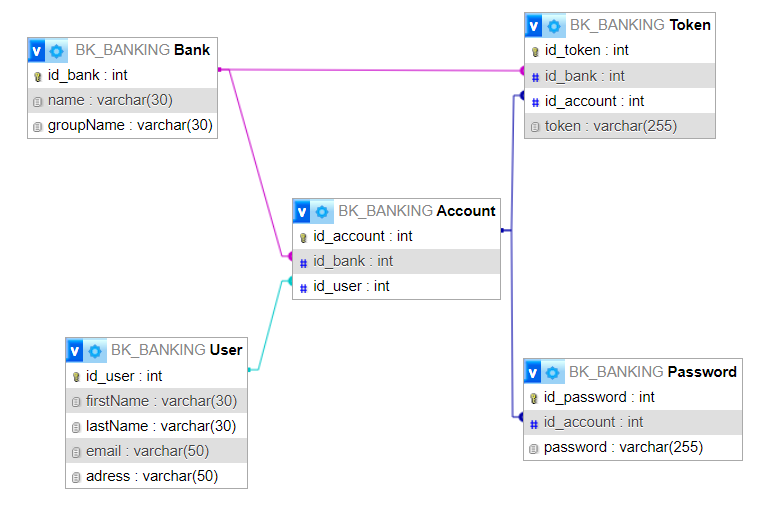 v BK_BANKING Bank
id_bank : int
name : varchar(30)
# groupName : varchar(30)
v BK_BANKING Token
id_token : int
# id_bank : int
# id_account : int
token : varchar(255)
v BK_BANKING Account
id_account : int
# id_bank : int
# id_user : int
v BK_BANKING User
id_user : int
firstName : varchar(30)
lastName : varchar(30)
email : varchar(50)
adress : varchar(50)
v BK_BANKING Password
id_password : int
# id_account : int
password : varchar(255)